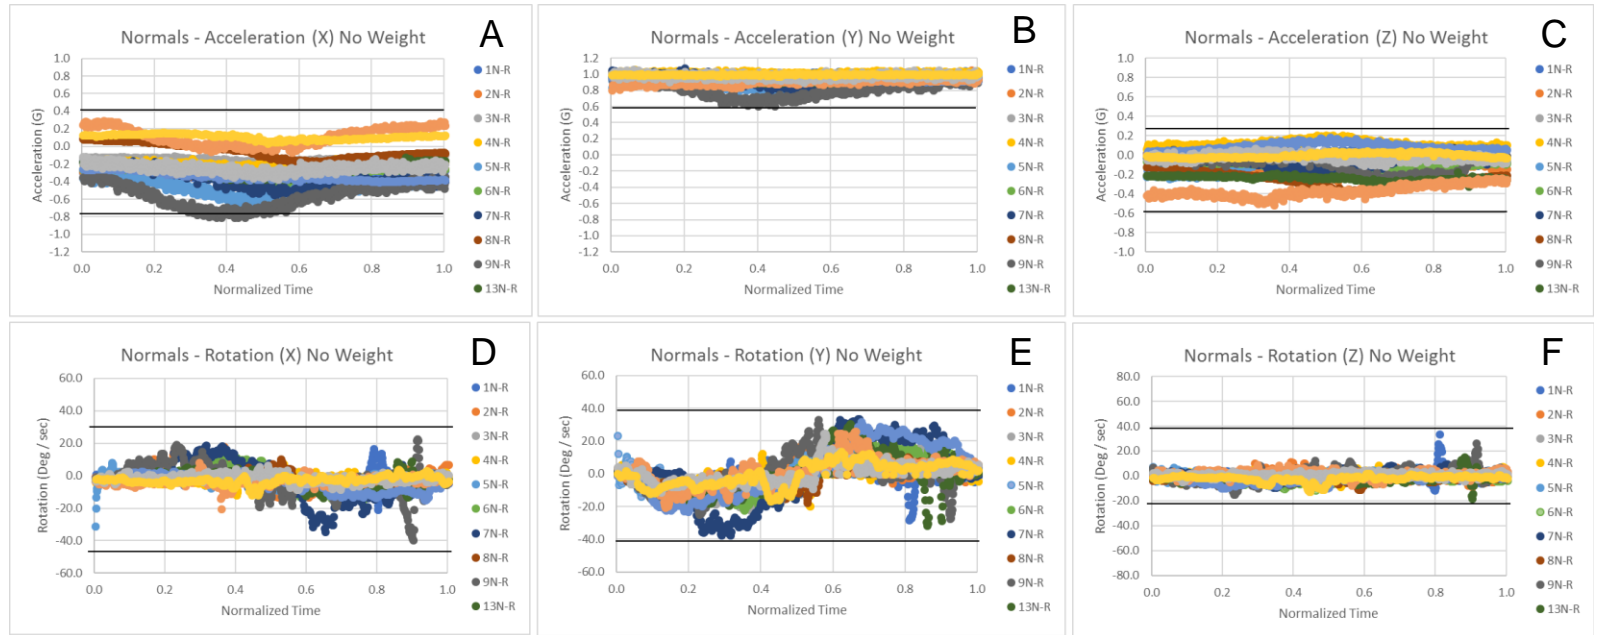 Normals - Acceleration (X) No Weight
A
Acceleration (G)
1.0
0.8
0.6
0.4
0.2
0.0
-0.2
-0.4
-0.6
-0.8
-1.0
-1.2
0.0 0.2 0.4 0.6 0.8 1.0
Normalized Time
1N-R
2N-R
3N-R
4N-R
5N-R
6N-R
7N-R
8N-R
9N-R
13N-R
Normals - Acceleration (Y) No Weight
B
Acceleration (G)
1.2
1.0
0.8
0.6
0.4
0.2
0.0
-0.2
-0.4
-0.6
-0.8
-1.0
-1.2
0.0 0.2 0.4 0.6 0.8 1.0
Normalized Time
1N-R
2N-R
3N-R
4N-R
5N-R
6N-R
7N-R
8N-R
9N-R
13N-R
Normals - Acceleration (Z) No Weight
C
Acceleration (G)
1.0
0.8
0.6
0.4
0.2
0.0
-0.2
-0.4
-0.6
-0.8
-1.0
0.0 0.2 0.4 0.6 0.8 1.0
Normalized Time
1N-R
2N-R
3N-R
4N-R
5N-R
6N-R
7N-R
8N-R
9N-R
13N-R
Normals - Rotation (X) No Weight
D
Rotation (Deg / sec)
60.0
40.0
20.0
0.0
-20.0
-40.0
-60.0
0.0 0.2 0.4 0.6 0.8 1.0
Normalized Time
1N-R
2N-R
3N-R
4N-R
5N-R
6N-R
7N-R
8N-R
9N-R
13N-R
Normals - Rotation (Y) No Weight
E
Rotation (Deg / sec)
60.0
40.0
20.0
0.0
-20.0
-40.0
-60.0
0.0 0.2 0.4 0.6 0.8 1.0
Normalized Time
1N-R
2N-R
3N-R
4N-R
5N-R
6N-R
7N-R
8N-R
9N-R
13N-R
Normals - Rotation (Z) No Weight
F
Rotation (Deg / sec)
80.0
60.0
40.0
20.0
0.0
-20.0
-40.0
-60.0
-80.0
0.0 0.2 0.4 0.6 0.8 1.0
Normalized Time
1N-R
2N-R
3N-R
4N-R
5N-R
6N-R
7N-R
8N-R
9N-R
13N-R